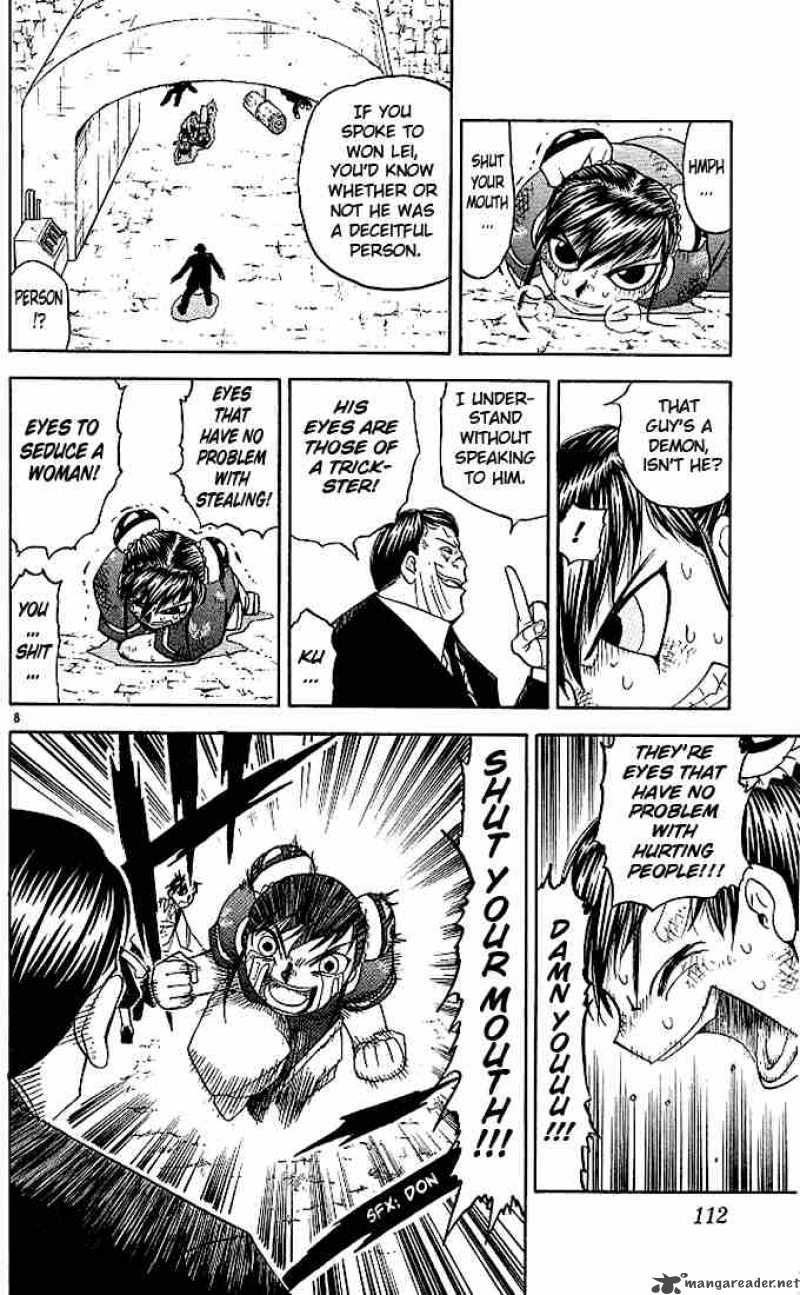 HMPH
...
SHUT
YOUR
MOUTH
...
IF YOU
SPOKE TO
WON LEI,
YOU'D KNOW
WHETHER OR
NOT HE WAS
A DECEITFUL
PERSON.
PERSON
!?
THAT
GUY'S A
DEMON,
ISN'T HE?
!
I UNDER-
STAND
WITHOUT
SPEAKING
TO HIM.
HIS
EYES ARE
THOSE OF
A TRICK-
STER!
KU
...
EYES
THAT
HAVE NO
PROBLEM
WITH
STEALING!
EYES TO
SEDUCE A
WOMAN!
YOU
...
SHIT
...
8
THEY'RE
EYES THAT
HAVE NO
PROBLEM
WITH
HURTING
PEOPLE!!!
DAMN YOUUU!!!
SHUT YOUR MOUTH!!!
SFX: DON
112
mangareader.net